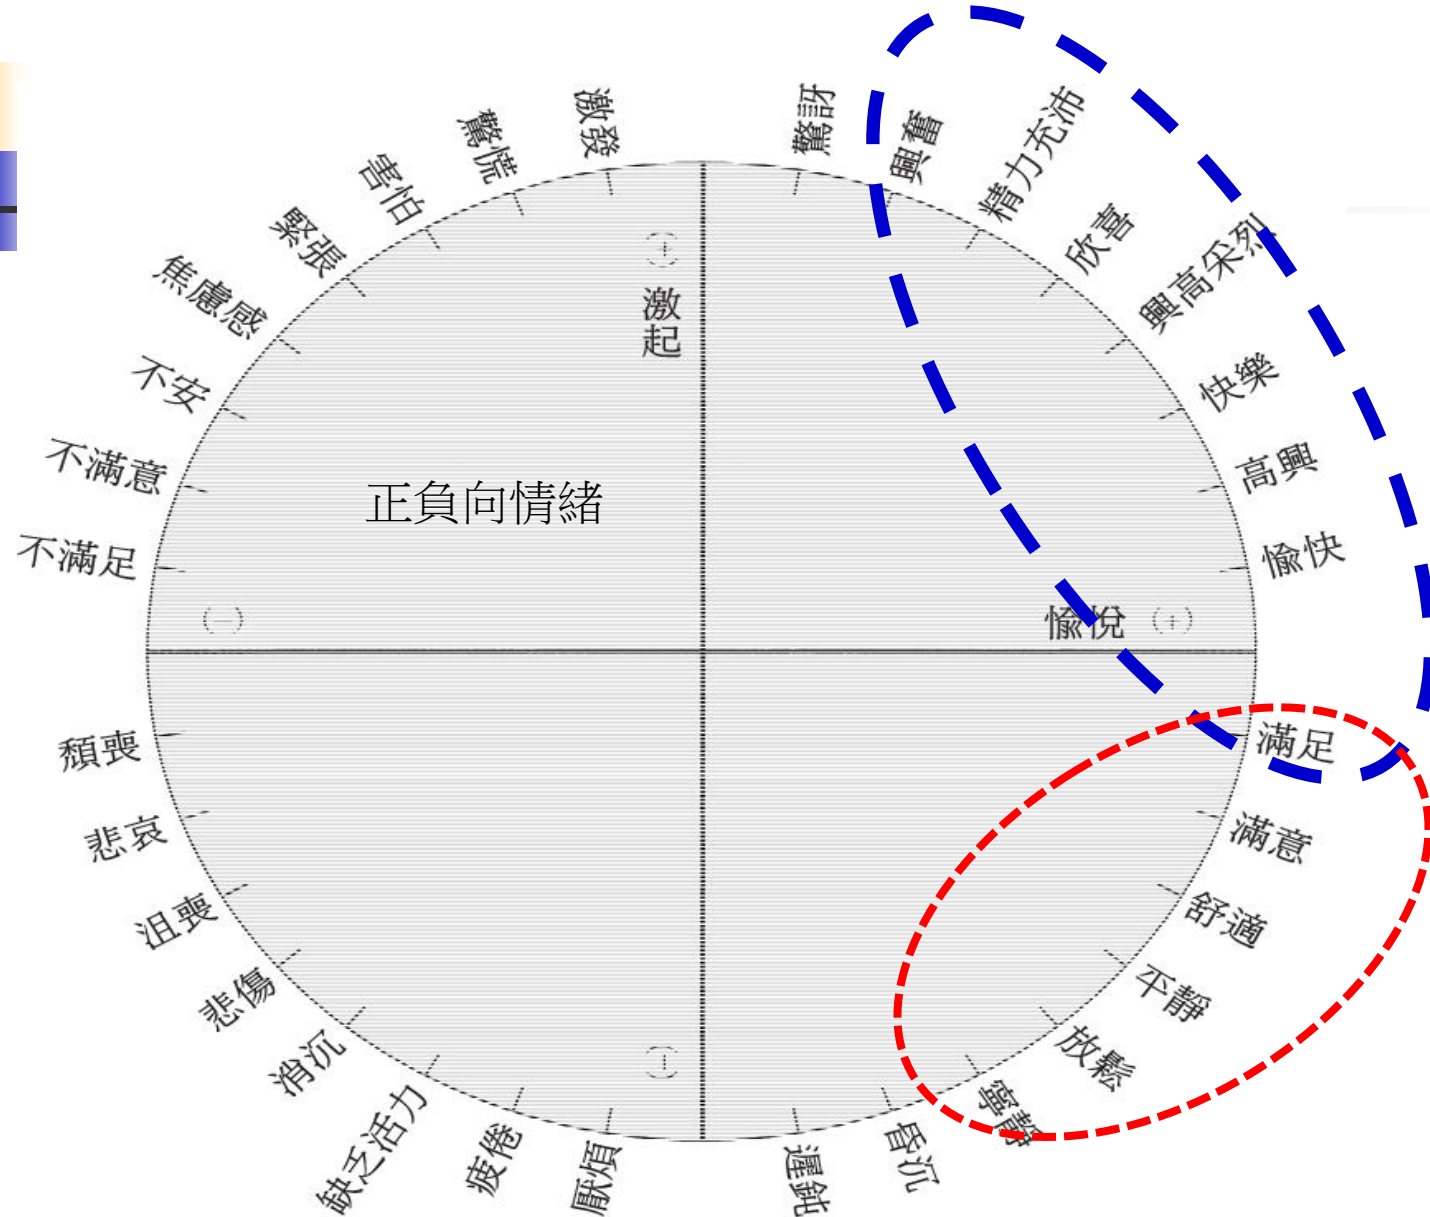 激發
驚慌
害怕
緊張
焦慮感
不安
不滿意
不滿足
驚訝
興奮
精力充沛
欣喜
興高采烈
快樂
高興
愉快
(+)
激起
正負向情緒
(—)
愉悅 (+)
頹喪
悲哀
沮喪
悲傷
消沉
缺乏活力
疲倦
厭煩
(—)
滿足
滿意
舒適
平靜
放鬆
寧靜
昏沉
遲鈍